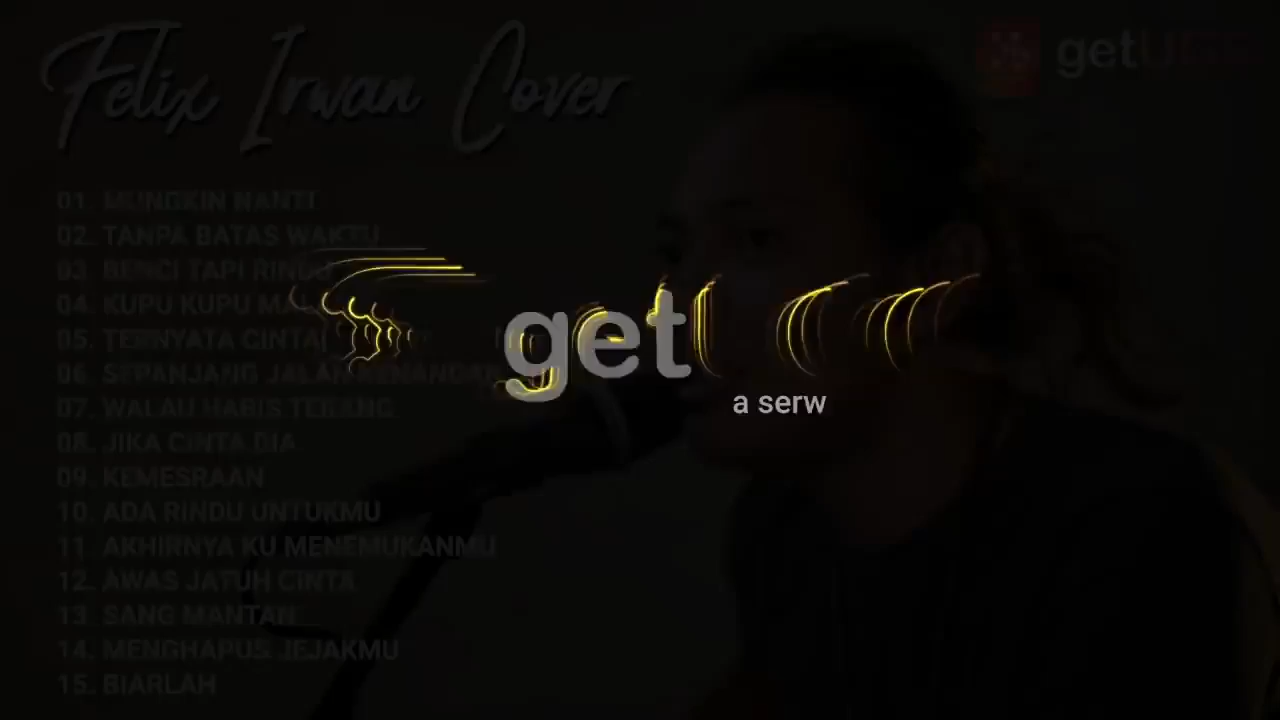 Felix Irwan Cover
get
01. MUNGKIN NANTI
02. TANPA BATAS WAKTU
03. BENCI TAPI RINDU
04. KUPU KUPU
05. TERNYATA CINTA
06. SEPANJANG JALAN KENANGAN
07. WALAU HABIS TERANG
08. JIKA CINTA DIA
09. KEMESRAAN
10. ADA RINDU UNTUKMU
11. AKHIRNYA KU MENEMUKANMU
12. AWAS JATUH CINTA
13. SANG MANTAN
14. MENGHAPUS JEJAKMU
15. BIARLAH
get
a serw